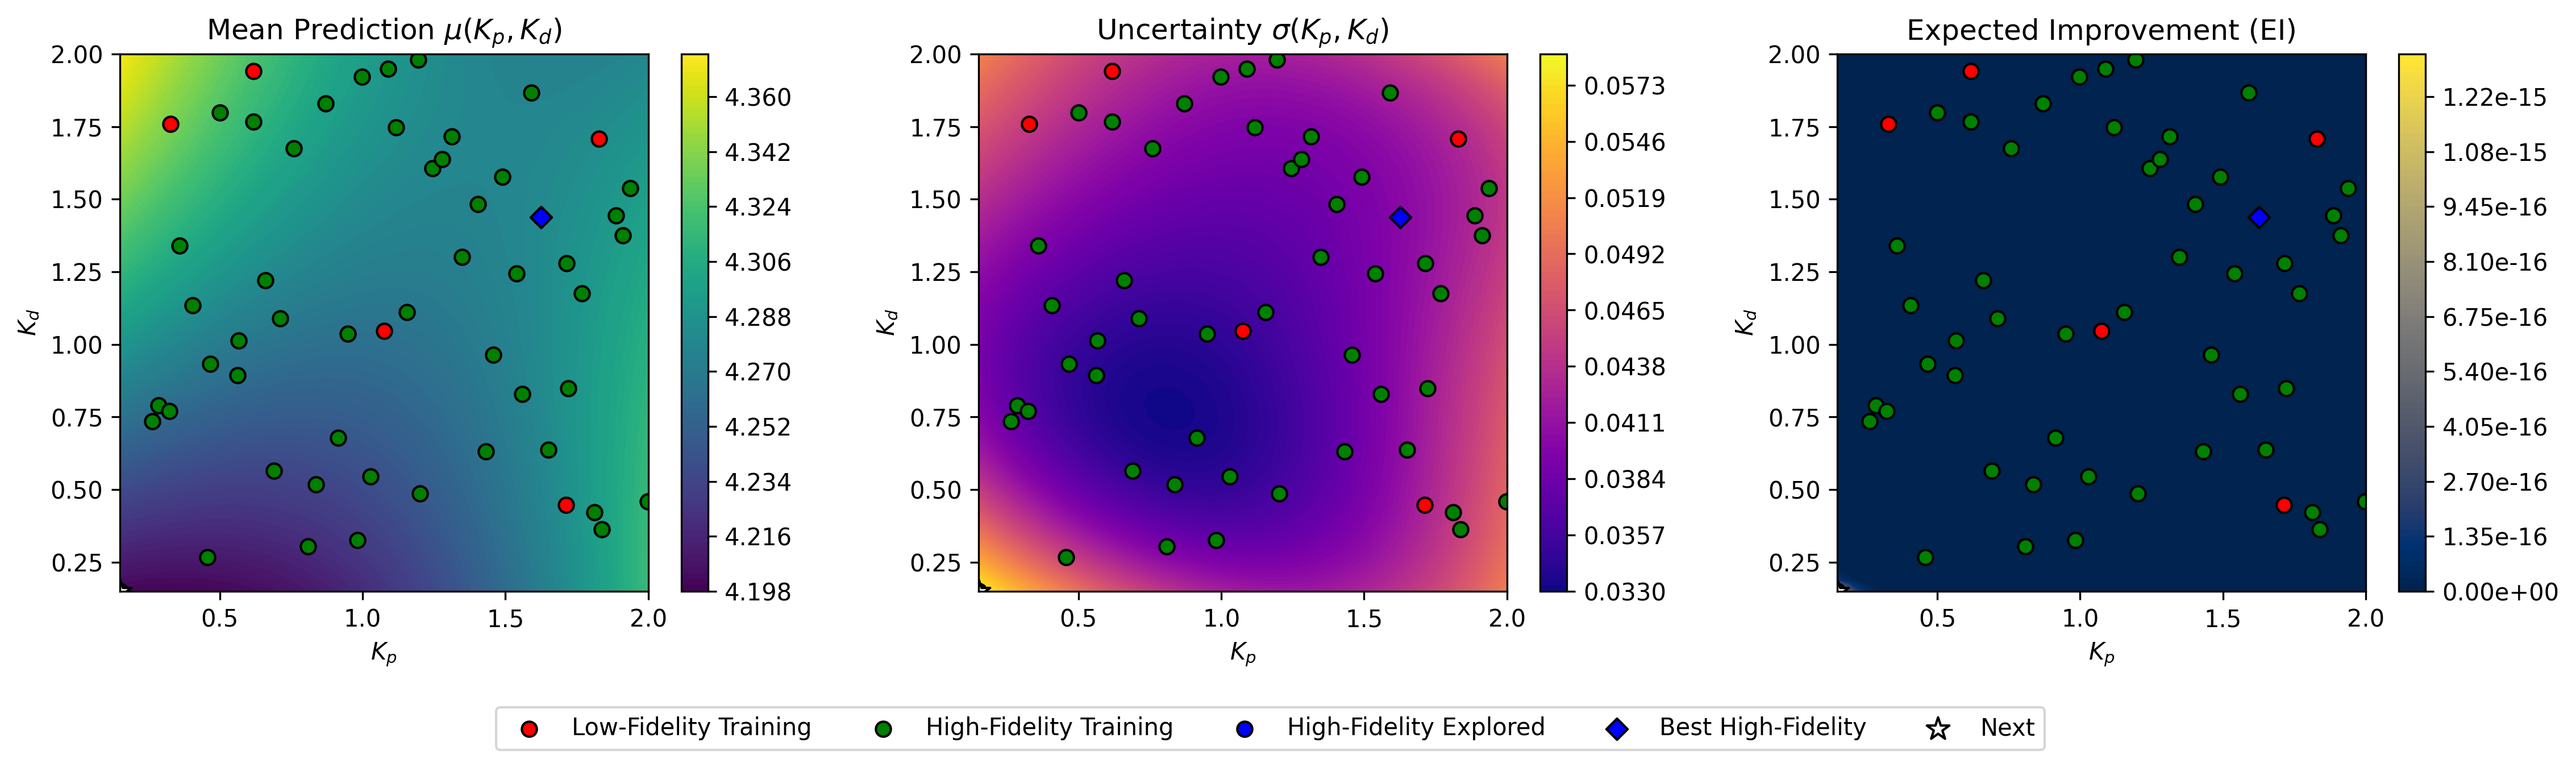 Mean Prediction μ(K_p, K_d)
2.00
1.75
1.50
1.25
1.00
0.75
0.50
0.25
K_d
0.5
1.0
1.5
2.0
K_p
4.360
4.342
4.324
4.306
4.288
4.270
4.252
4.234
4.216
4.198
Uncertainty σ(K_p, K_d)
2.00
1.75
1.50
1.25
1.00
0.75
0.50
0.25
K_d
0.5
1.0
1.5
2.0
K_p
0.0573
0.0546
0.0519
0.0492
0.0465
0.0438
0.0411
0.0384
0.0357
0.0330
Expected Improvement (EI)
2.00
1.75
1.50
1.25
1.00
0.75
0.50
0.25
K_d
0.5
1.0
1.5
2.0
K_p
1.22e-15
1.08e-15
9.45e-16
8.10e-16
6.75e-16
5.40e-16
4.05e-16
2.70e-16
1.35e-16
0.00e+00
Low-Fidelity Training
High-Fidelity Training
High-Fidelity Explored
Best High-Fidelity
Next